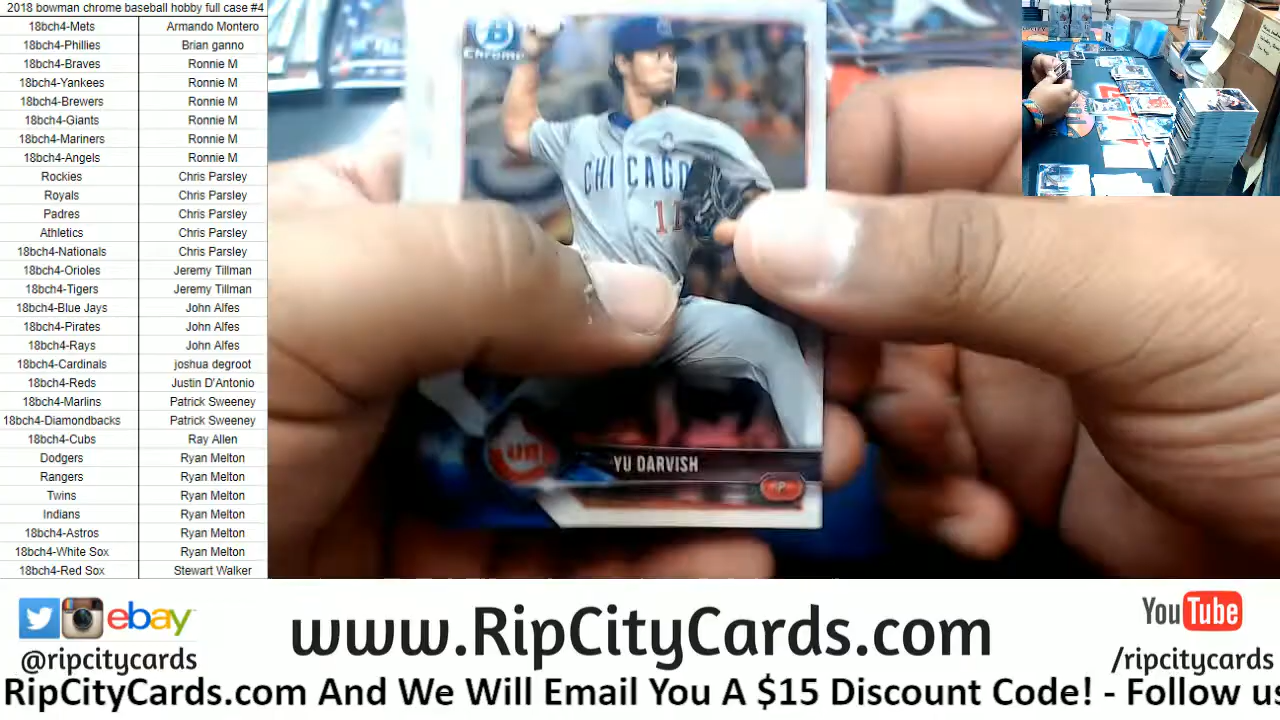 2018 bowman chrome baseball hobby full case #4
18bch4-Mets Armando Montero
18bch4-Phillies Brian ganno
18bch4-Braves Ronnie M
18bch4-Yankees Ronnie M
18bch4-Brewers Ronnie M
18bch4-Giants Ronnie M
18bch4-Mariners Ronnie M
18bch4-Angels Ronnie M
Rockies Chris Parsley
Royals Chris Parsley
Padres Chris Parsley
Athletics Chris Parsley
18bch4-Nationals Chris Parsley
18bch4-Orioles Jeremy Tillman
18bch4-Tigers Jeremy Tillman
18bch4-Blue Jays John Alfes
18bch4-Pirates John Alfes
18bch4-Rays John Alfes
18bch4-Cardinals joshua degroot
18bch4-Reds Justin D'Antonio
18bch4-Marlins Patrick Sweeney
18bch4-Diamondbacks Patrick Sweeney
18bch4-Cubs Ray Allen
Dodgers Ryan Melton
Rangers Ryan Melton
Twins Ryan Melton
Indians Ryan Melton
18bch4-Astros Ryan Melton
18bch4-White Sox Ryan Melton
18bch4-Red Sox Stewart Walker
B
Chrome
CHICAGO
11
YU DARVISH
P
ebay
@ripcitycards
www.RipCityCards.com
YouTube
/ripcitycards
RipCityCards.com And We Will Email You A $15 Discount Code! - Follow us